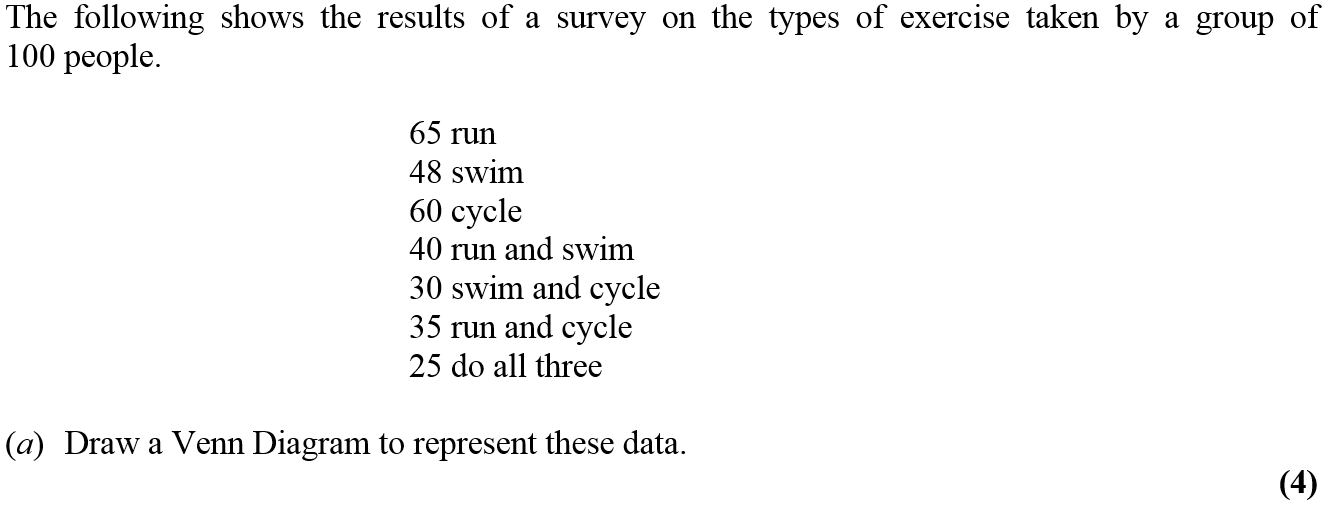 The following shows the results of a survey on the types of exercise taken by a group of
100 people.
65 run
48 swim
60 cycle
40 run and swim
30 swim and cycle
35 run and cycle
25 do all three
(a) Draw a Venn Diagram to represent these data.
(4)